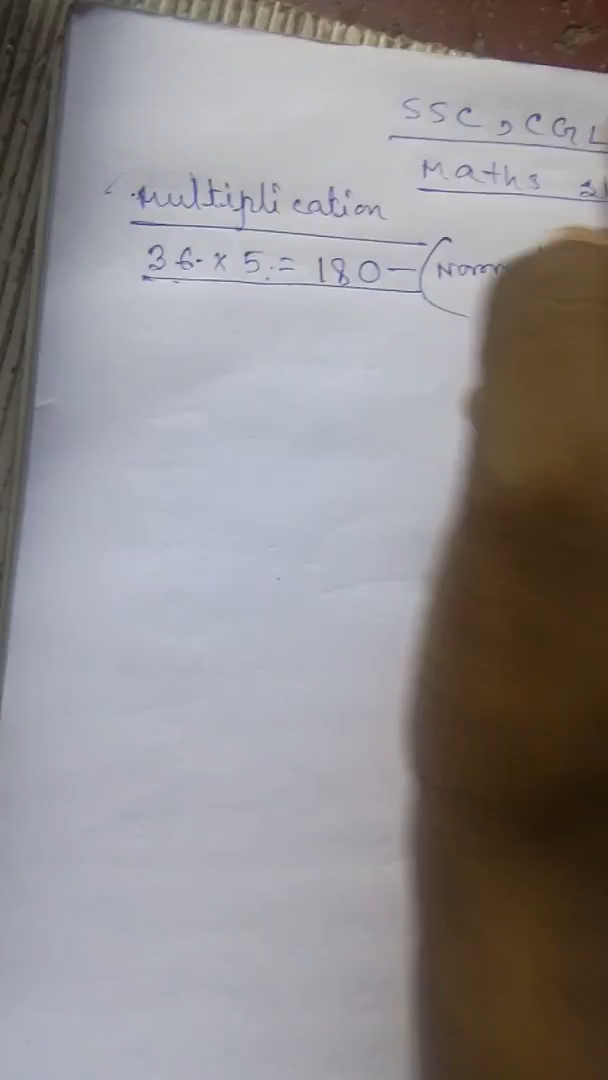 SSC, CGL
Maths
Multiplication
36 x 5 = 180 — (